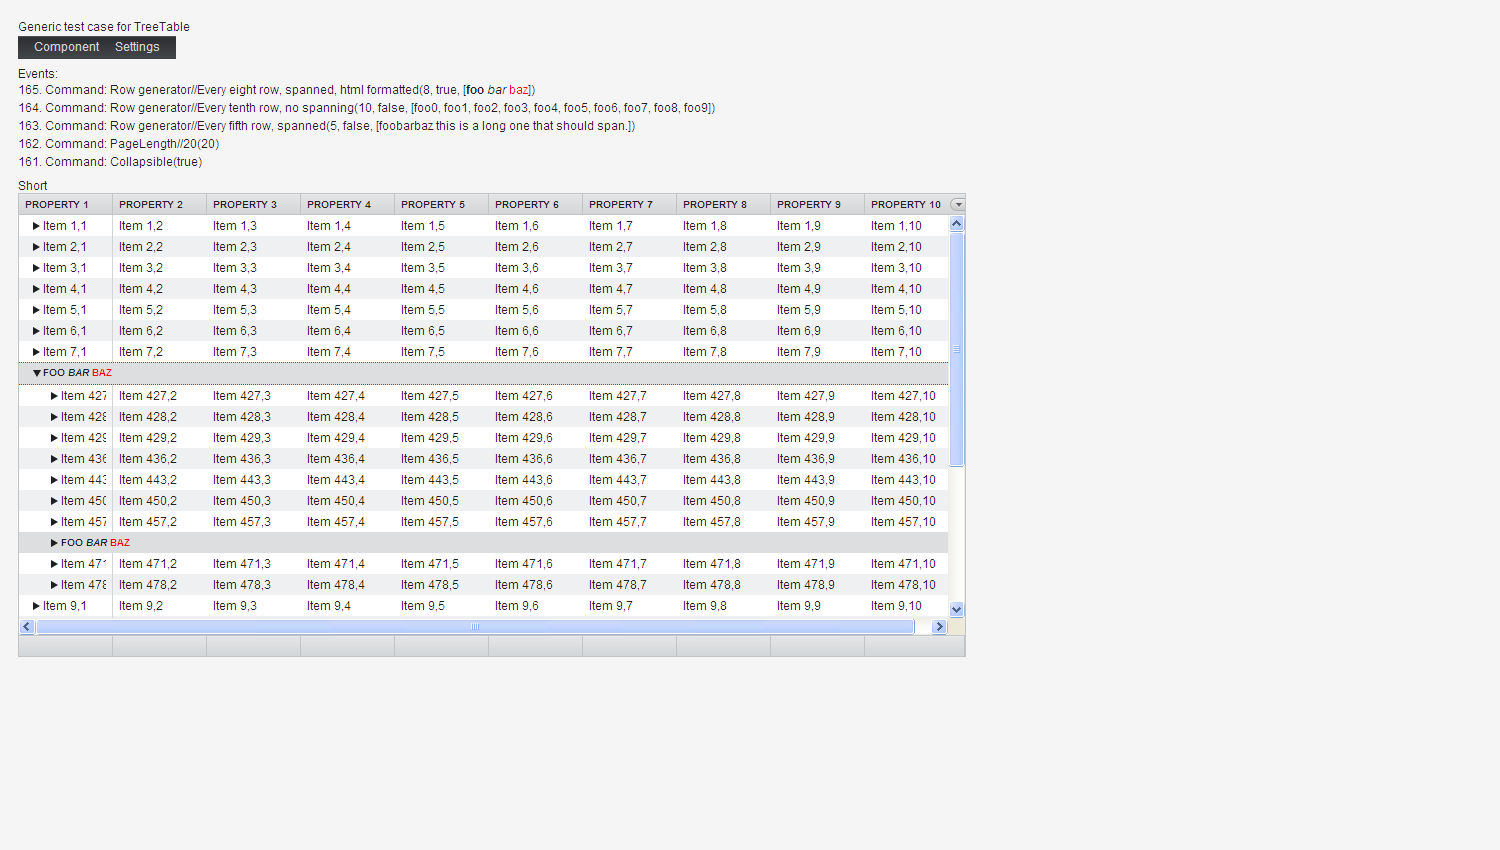 Generic test case for TreeTable
Component Settings
Events:
165. Command: Row generator//Every eight row, spanned, html formatted(8, true, [foo bar baz])
164. Command: Row generator//Every tenth row, no spanning(10, false, [foo0, foo1, foo2, foo3, foo4, foo5, foo6, foo7, foo8, foo9])
163. Command: Row generator//Every fifth row, spanned(5, false, [foobarbaz this is a long one that should span.])
162. Command: PageLength//20(20)
161. Command: Collapsible(true)
Short
PROPERTY 1 PROPERTY 2 PROPERTY 3 PROPERTY 4 PROPERTY 5 PROPERTY 6 PROPERTY 7 PROPERTY 8 PROPERTY 9 PROPERTY 10
Item 1,1 Item 1,2 Item 1,3 Item 1,4 Item 1,5 Item 1,6 Item 1,7 Item 1,8 Item 1,9 Item 1,10
Item 2,1 Item 2,2 Item 2,3 Item 2,4 Item 2,5 Item 2,6 Item 2,7 Item 2,8 Item 2,9 Item 2,10
Item 3,1 Item 3,2 Item 3,3 Item 3,4 Item 3,5 Item 3,6 Item 3,7 Item 3,8 Item 3,9 Item 3,10
Item 4,1 Item 4,2 Item 4,3 Item 4,4 Item 4,5 Item 4,6 Item 4,7 Item 4,8 Item 4,9 Item 4,10
Item 5,1 Item 5,2 Item 5,3 Item 5,4 Item 5,5 Item 5,6 Item 5,7 Item 5,8 Item 5,9 Item 5,10
Item 6,1 Item 6,2 Item 6,3 Item 6,4 Item 6,5 Item 6,6 Item 6,7 Item 6,8 Item 6,9 Item 6,10
Item 7,1 Item 7,2 Item 7,3 Item 7,4 Item 7,5 Item 7,6 Item 7,7 Item 7,8 Item 7,9 Item 7,10
FOO BAR BAZ
Item 427 Item 427,2 Item 427,3 Item 427,4 Item 427,5 Item 427,6 Item 427,7 Item 427,8 Item 427,9 Item 427,10
Item 428 Item 428,2 Item 428,3 Item 428,4 Item 428,5 Item 428,6 Item 428,7 Item 428,8 Item 428,9 Item 428,10
Item 429 Item 429,2 Item 429,3 Item 429,4 Item 429,5 Item 429,6 Item 429,7 Item 429,8 Item 429,9 Item 429,10
Item 436 Item 436,2 Item 436,3 Item 436,4 Item 436,5 Item 436,6 Item 436,7 Item 436,8 Item 436,9 Item 436,10
Item 443 Item 443,2 Item 443,3 Item 443,4 Item 443,5 Item 443,6 Item 443,7 Item 443,8 Item 443,9 Item 443,10
Item 450 Item 450,2 Item 450,3 Item 450,4 Item 450,5 Item 450,6 Item 450,7 Item 450,8 Item 450,9 Item 450,10
Item 457 Item 457,2 Item 457,3 Item 457,4 Item 457,5 Item 457,6 Item 457,7 Item 457,8 Item 457,9 Item 457,10
FOO BAR BAZ
Item 471 Item 471,2 Item 471,3 Item 471,4 Item 471,5 Item 471,6 Item 471,7 Item 471,8 Item 471,9 Item 471,10
Item 478 Item 478,2 Item 478,3 Item 478,4 Item 478,5 Item 478,6 Item 478,7 Item 478,8 Item 478,9 Item 478,10
Item 9,1 Item 9,2 Item 9,3 Item 9,4 Item 9,5 Item 9,6 Item 9,7 Item 9,8 Item 9,9 Item 9,10